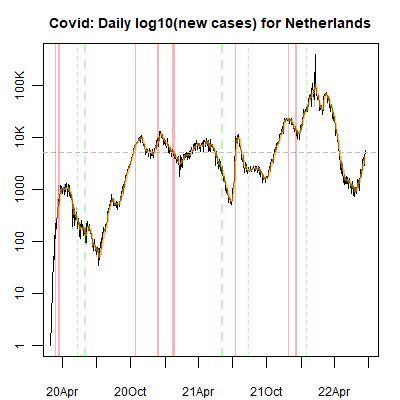 Covid: Daily log10(new cases) for Netherlands
100K
10K
1000
100
10
1
20Apr 20Oct 21Apr 21Oct 22Apr